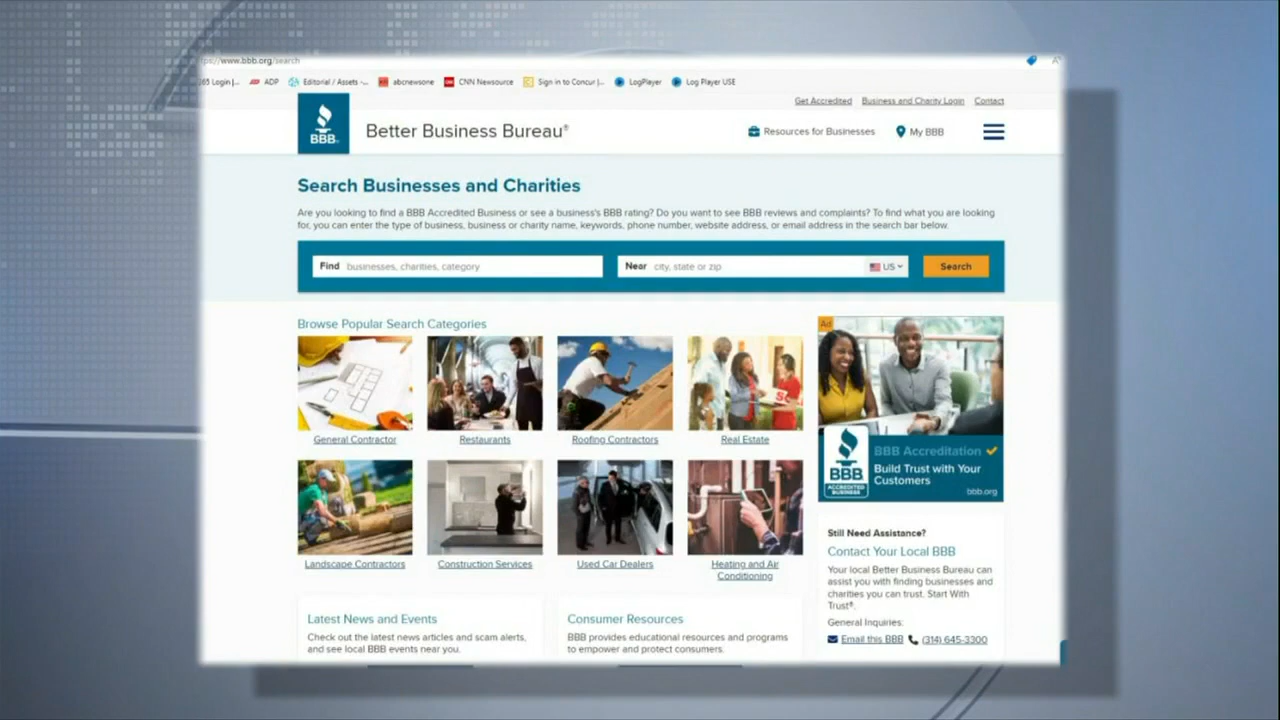 ps://www.bbb.org/search
365 Login |... ADP Editorial / Assets -... abcnewsone CNN Newsource Sign in to Concur |... LogPlayer Log Player USE
Get Accredited Business and Charity Login Contact
BBB
Better Business Bureau®
Resources for Businesses My BBB
Search Businesses and Charities
Are you looking to find a BBB Accredited Business or see a business's BBB rating? Do you want to see BBB reviews and complaints? To find what you are looking
for, you can enter the type of business, business or charity name, keywords, phone number, website address, or email address in the search bar below.
Find businesses, charities, category Near city, state or zip US Search
Browse Popular Search Categories
General Contractor Restaurants Roofing Contractors Real Estate
Landscape Contractors Construction Services Used Car Dealers Heating and Air
Conditioning
Ad
BBB Accreditation
Build Trust with Your
Customers
BBB
ACCREDITED
BUSINESS
bbb.org
Still Need Assistance?
Contact Your Local BBB
Your local Better Business Bureau can
assist you with finding businesses and
charities you can trust. Start With
Trust®.
General Inquiries:
Email this BBB (314) 645-3300
Latest News and Events
Check out the latest news articles and scam alerts,
and see local BBB events near you.
Consumer Resources
BBB provides educational resources and programs
to empower and protect consumers.